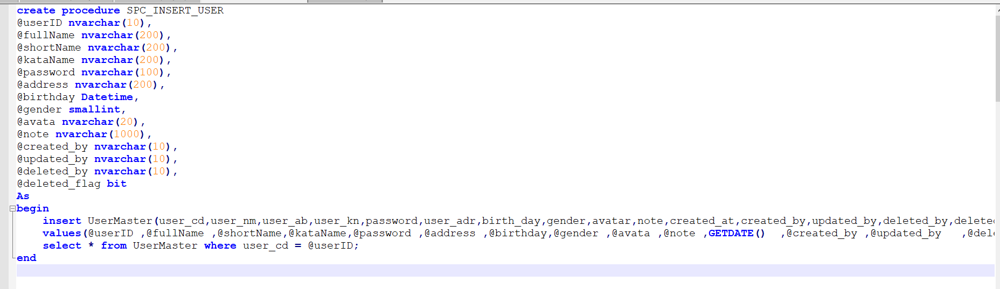 create procedure SPC_INSERT_USER
@userID nvarchar(10),
@fullName nvarchar(200),
@shortName nvarchar(200),
@kataName nvarchar(200),
@password nvarchar(100),
@address nvarchar(200),
@birthday Datetime,
@gender smallint,
@avata nvarchar(20),
@note nvarchar(1000),
@created_by nvarchar(10),
@updated_by nvarchar(10),
@deleted_by nvarchar(10),
@deleted_flag bit
As
begin
insert UserMaster(user_cd,user_nm,user_ab,user_kn,password,user_adr,birth_day,gender,avatar,note,created_at,created_by,updated_by,deleted_by,
values(@userID ,@fullName ,@shortName,@kataName,@password ,@address ,@birthday,@gender ,@avata ,@note ,GETDATE() ,@created_by ,@updated_by ,
select * from UserMaster where user_cd = @userID;
end